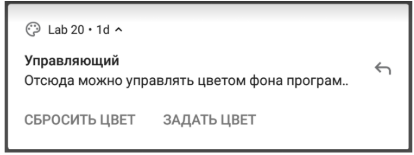 Lab 20 • 1d
Управляющий
Отсюда можно управлять цветом фона програм..
СБРОСИТЬ ЦВЕТ ЗАДАТЬ ЦВЕТ